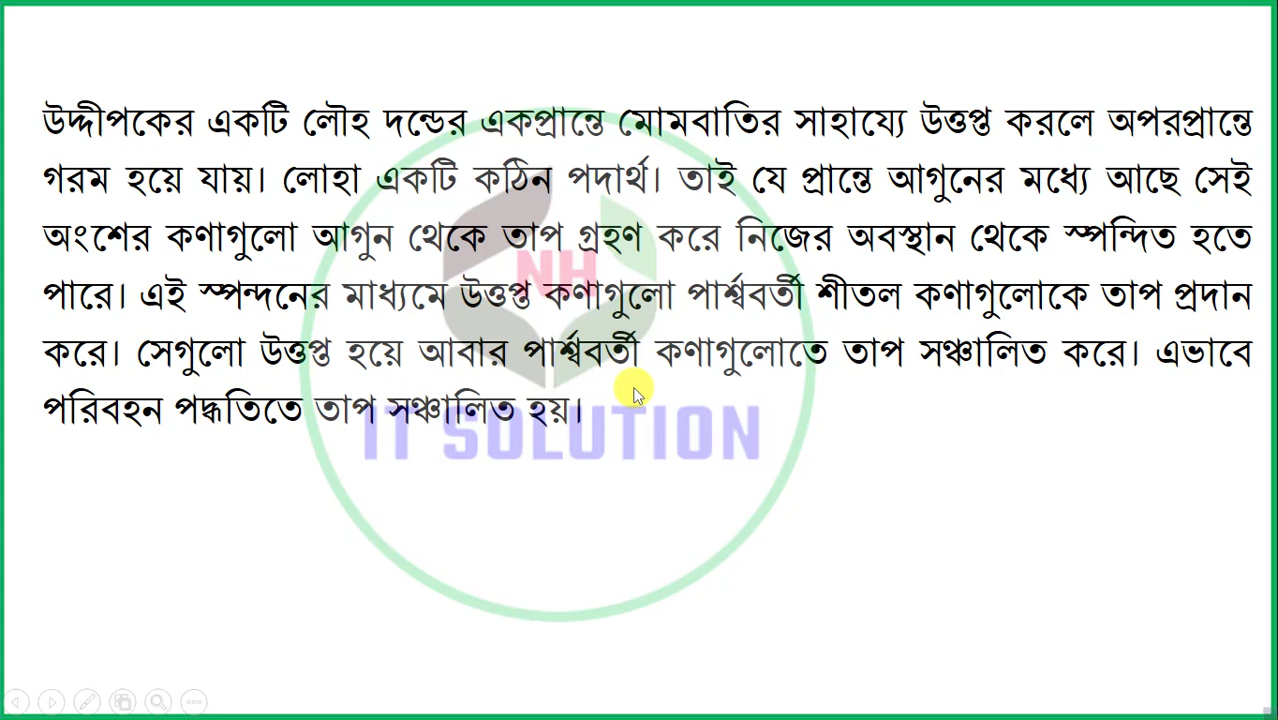 উদ্দীপকের একটি লৌহ দন্ডের একপ্রান্তে মোমবাতির সাহায্যে উত্তপ্ত করলে অপরপ্রান্তে
গরম হয়ে যায়। লোহা একটি কঠিন পদার্থ। তাই যে প্রান্তে আগুনের মধ্যে আছে সেই
অংশের কণাগুলো আগুন থেকে তাপ গ্রহণ করে নিজের অবস্থান থেকে স্পন্দিত হতে
পারে। এই স্পন্দনের মাধ্যমে উত্তপ্ত কণাগুলো পার্শ্ববর্তী শীতল কণাগুলোকে তাপ প্রদান
করে। সেগুলো উত্তপ্ত হয়ে আবার পার্শ্ববর্তী কণাগুলোতে তাপ সঞ্চালিত করে। এভাবে
পরিবহন পদ্ধতিতে তাপ সঞ্চালিত হয়।
NH
IT SOLUTION